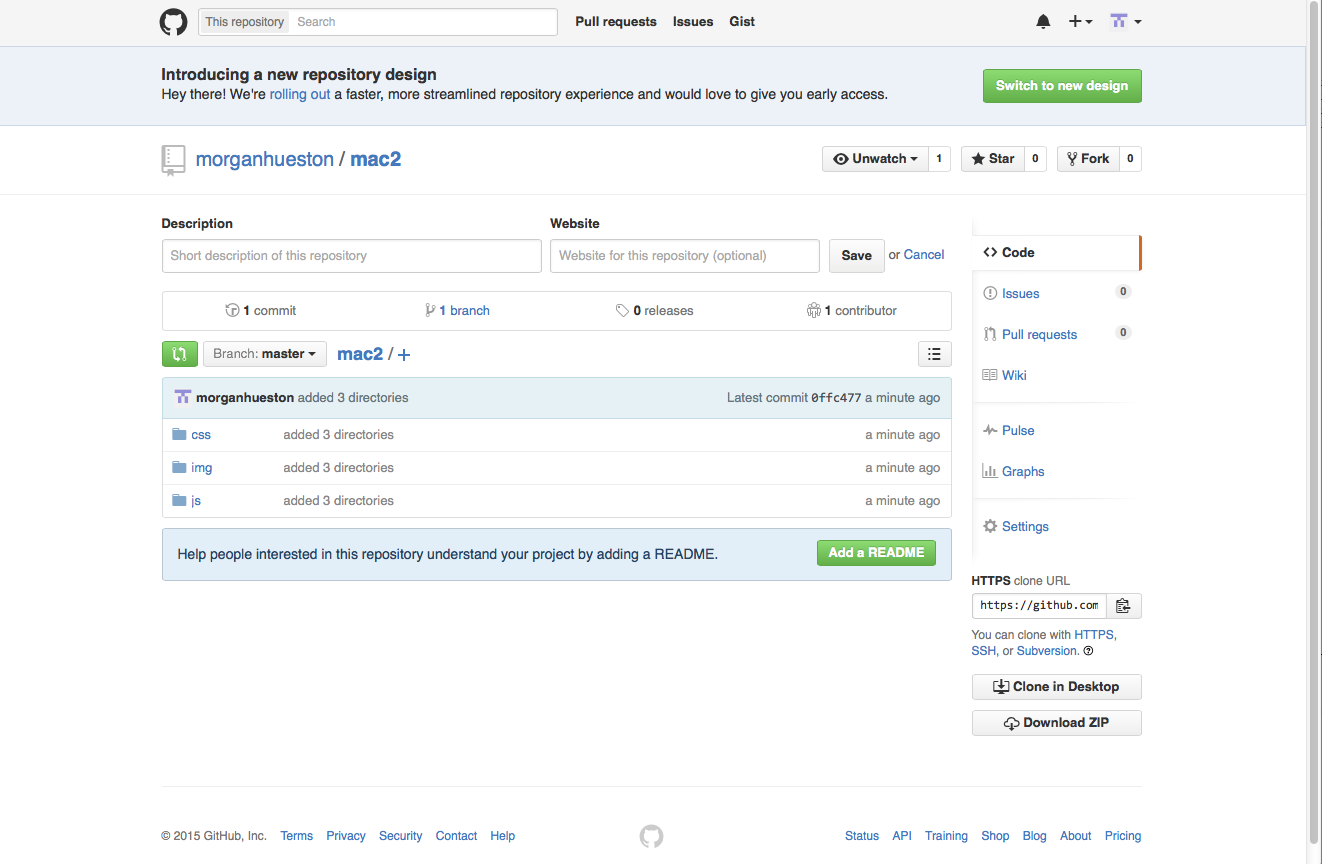 This repository Search Pull requests Issues Gist
Introducing a new repository design
Hey there! We're rolling out a faster, more streamlined repository experience and would love to give you early access.
Switch to new design
morganhueston / mac2
Unwatch 1 Star 0 Fork 0
Description Website
Short description of this repository Website for this repository (optional) Save or Cancel
1 commit 1 branch 0 releases 1 contributor
Branch: master mac2 / +
morganhueston added 3 directories Latest commit 0ffc477 a minute ago
css added 3 directories a minute ago
img added 3 directories a minute ago
js added 3 directories a minute ago
Help people interested in this repository understand your project by adding a README. Add a README
Code
Issues 0
Pull requests 0
Wiki
Pulse
Graphs
Settings
HTTPS clone URL
https://github.com
You can clone with HTTPS,
SSH, or Subversion.
Clone in Desktop
Download ZIP
© 2015 GitHub, Inc. Terms Privacy Security Contact Help Status API Training Shop Blog About Pricing